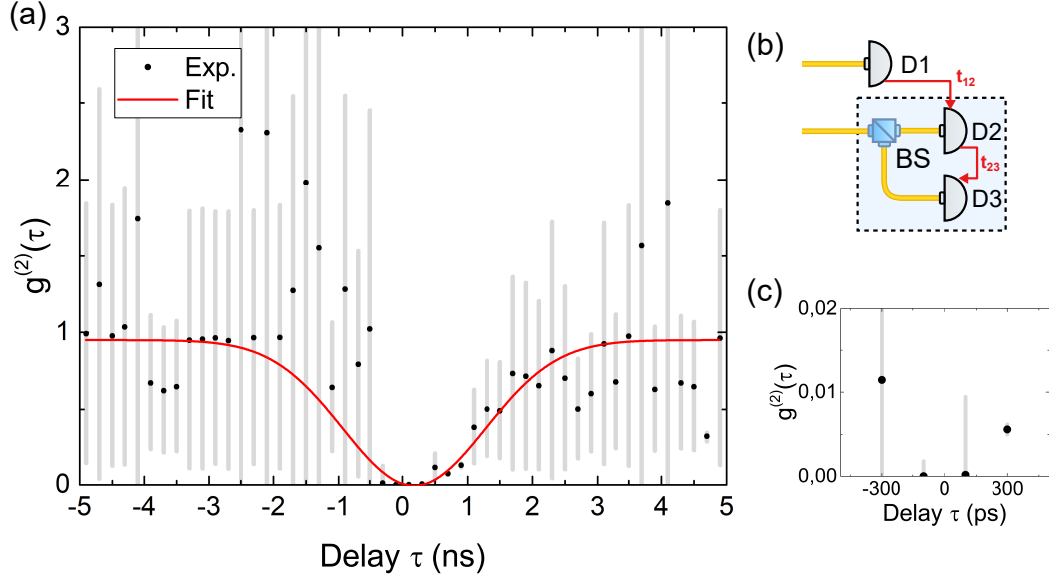 (a)
3
2
1
0
g(2)(τ)
Exp.
Fit
-5 -4 -3 -2 -1 0 1 2 3 4 5
Delay τ (ns)
(b)
D1
t12
D2
BS
t23
D3
(c)
0,02
0,01
0,00
g(2)(τ)
-300 0 300
Delay τ (ps)